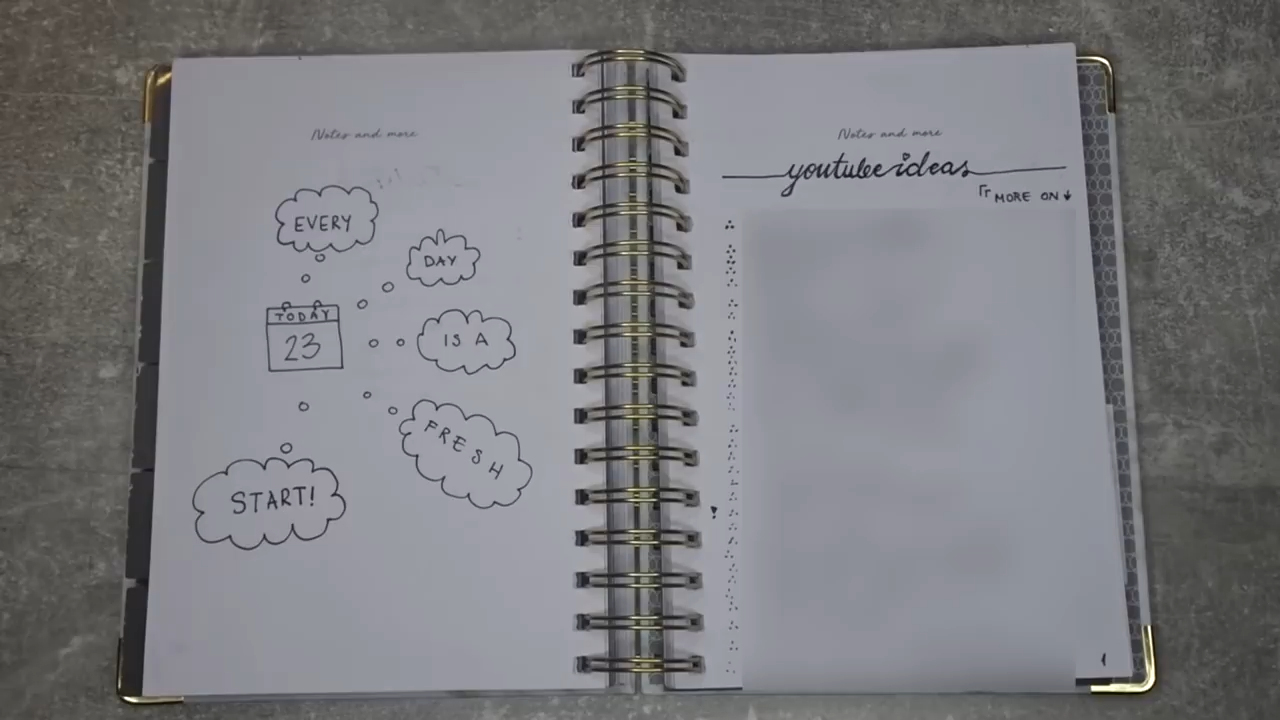 Notes and more
EVERY
DAY
TODAY
23
IS A
FRESH
START!
Notes and more
youtube ideas
MORE ON ↓